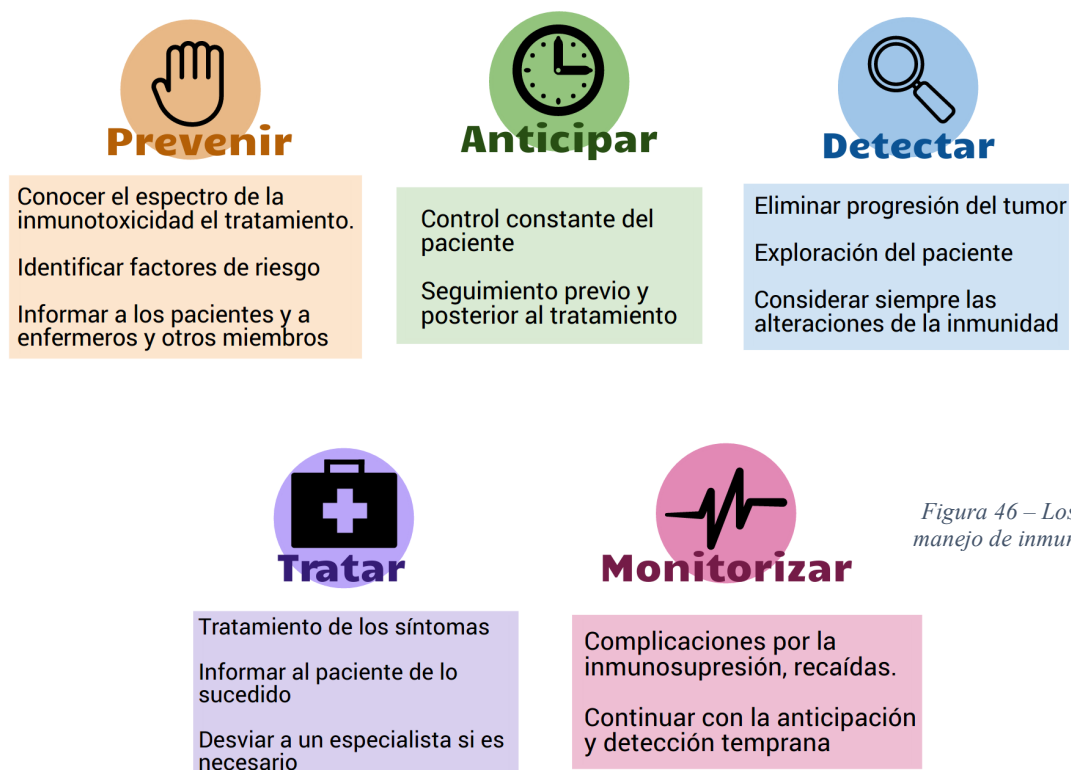 Prevenir
Conocer el espectro de la
inmunotoxicidad el tratamiento.
Identificar factores de riesgo
Informar a los pacientes y a
enfermeros y otros miembros
Anticipar
Control constante del
paciente
Seguimiento previo y
posterior al tratamiento
Detectar
Eliminar progresión del tumor
Exploración del paciente
Considerar siempre las
alteraciones de la inmunidad
Tratar
Tratamiento de los síntomas
Informar al paciente de lo
sucedido
Desviar a un especialista si es
necesario
Monitorizar
Complicaciones por la
inmunosupresión, recaídas.
Continuar con la anticipación
y detección temprana
Figura 46 – Los
manejo de